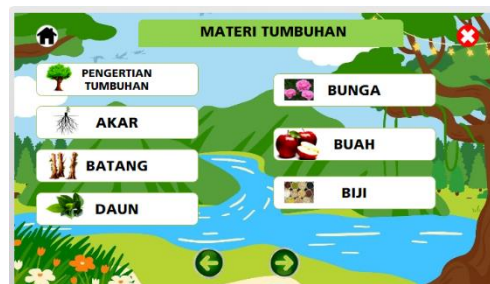 MATERI TUMBUHAN
PENGERTIAN
TUMBUHAN
AKAR
BATANG
DAUN
BUNGA
BUAH
BIJI